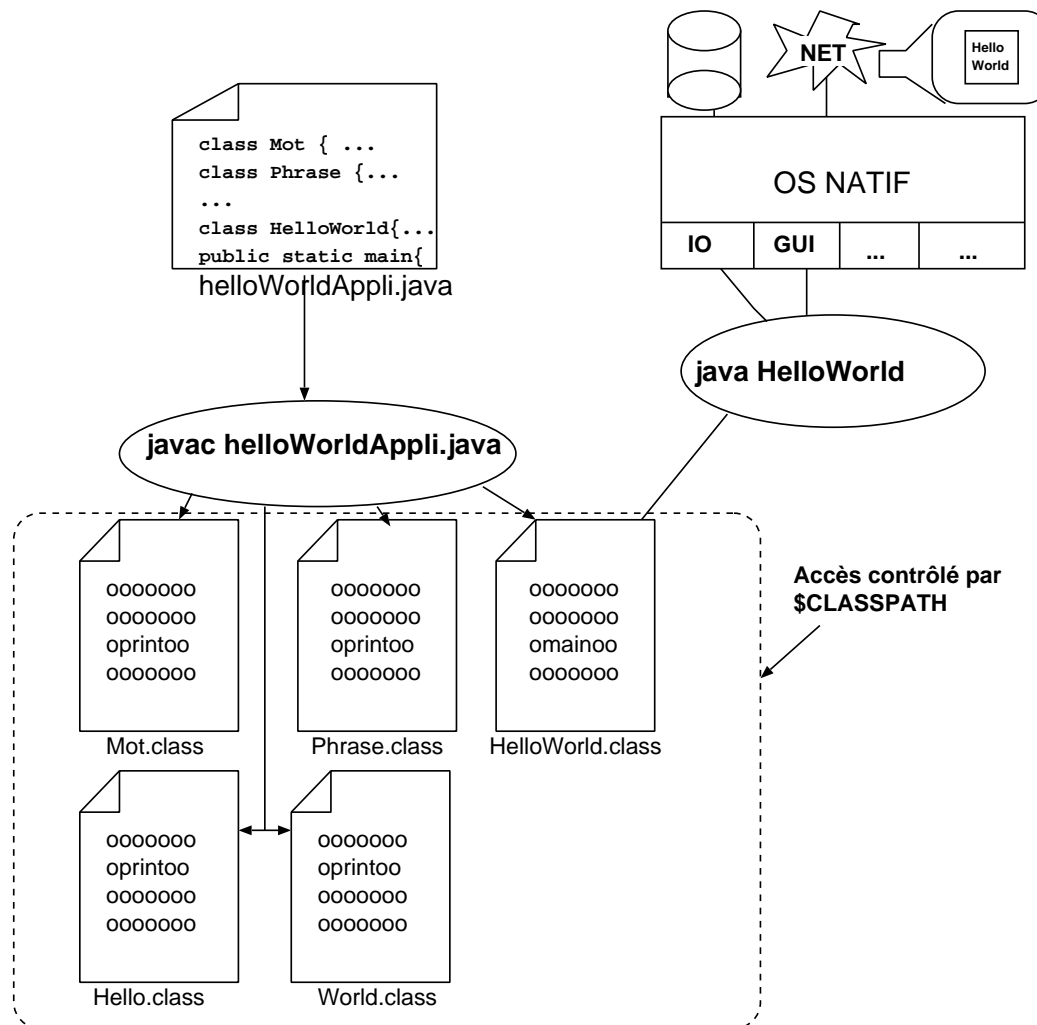 Hello
World
NET
class Mot { ...
class Phrase {...
...
class HelloWorld{...
public static main{
helloWorldAppli.java
OS NATIF
IO GUI ... ...
java HelloWorld
javac helloWorldAppli.java
Accès contrôlé par
$CLASSPATH
ooooooo
ooooooo
oprintoo
ooooooo
Mot.class
ooooooo
ooooooo
oprintoo
ooooooo
Phrase.class
ooooooo
ooooooo
omainoo
ooooooo
HelloWorld.class
ooooooo
oprintoo
ooooooo
ooooooo
Hello.class
ooooooo
oprintoo
ooooooo
ooooooo
World.class